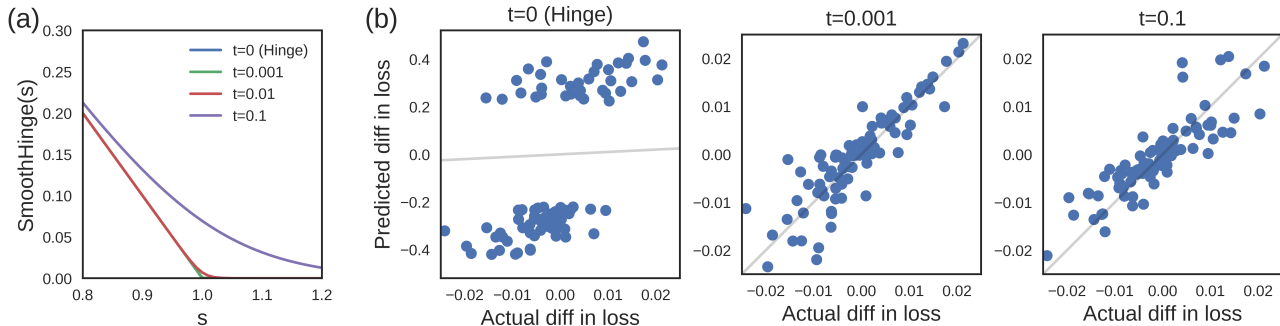 (a)
SmoothHinge(s)
0.30
0.25
0.20
0.15
0.10
0.05
0.00
0.8
0.9
1.0
1.1
1.2
s
t=0 (Hinge)
t=0.001
t=0.01
t=0.1
(b)
t=0 (Hinge)
Predicted diff in loss
0.4
0.2
0.0
−0.2
−0.4
−0.02
−0.01
0.00
0.01
0.02
Actual diff in loss
t=0.001
0.02
0.01
0.00
−0.01
−0.02
−0.02
−0.01
0.00
0.01
0.02
Actual diff in loss
t=0.1
0.02
0.01
0.00
−0.01
−0.02
−0.02
−0.01
0.00
0.01
0.02
Actual diff in loss